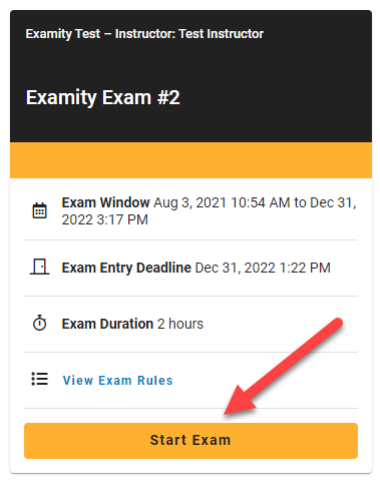 Examity Test – Instructor: Test Instructor
Examity Exam #2
Exam Window Aug 3, 2021 10:54 AM to Dec 31,
2022 3:17 PM
Exam Entry Deadline Dec 31, 2022 1:22 PM
Exam Duration 2 hours
View Exam Rules
Start Exam